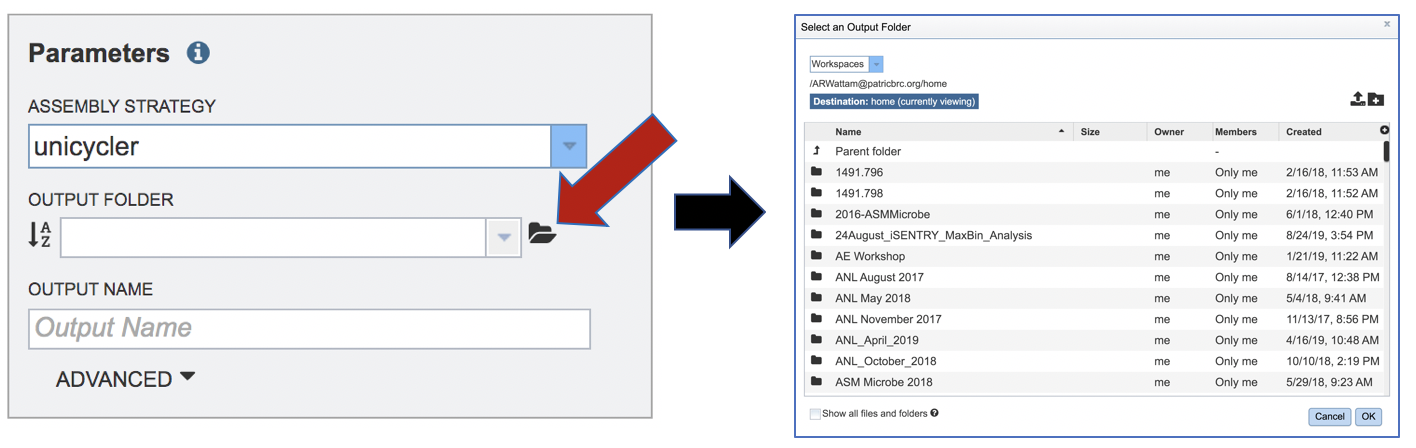 Parameters
ASSEMBLY STRATEGY
unicycler
OUTPUT FOLDER
A
Z
OUTPUT NAME
Output Name
ADVANCED
Select an Output Folder
Workspaces
/ARWattam@patricbrc.org/home
Destination: home (currently viewing)
Name Size Owner Members Created
Parent folder -
1491.796 me Only me 2/16/18, 11:53 AM
1491.798 me Only me 2/16/18, 11:52 AM
2016-ASMMicrobe me Only me 6/1/18, 12:40 PM
24August_iSENTRY_MaxBin_Analysis me Only me 8/24/19, 3:54 PM
AE Workshop me Only me 1/21/19, 11:22 AM
ANL August 2017 me Only me 8/14/17, 12:38 PM
ANL May 2018 me Only me 5/4/18, 9:41 AM
ANL November 2017 me Only me 11/13/17, 8:56 PM
ANL_April_2019 me Only me 4/16/19, 10:48 AM
ANL_October_2018 me Only me 10/10/18, 2:19 PM
ASM Microbe 2018 me Only me 5/29/18, 9:23 AM
Show all files and folders
Cancel OK